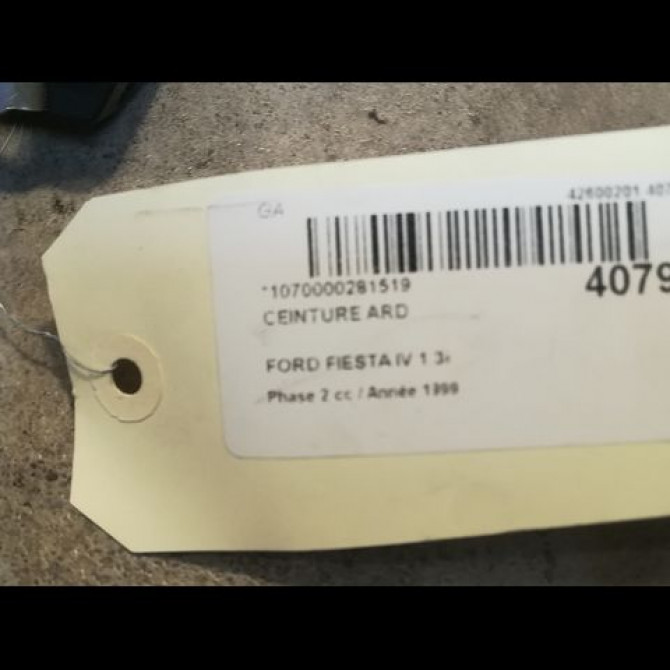 GA
42600201 407
4079
*1070000281519
CEINTURE ARD
FORD FIESTA IV 1 3i
Phase 2 cc / Année 1999